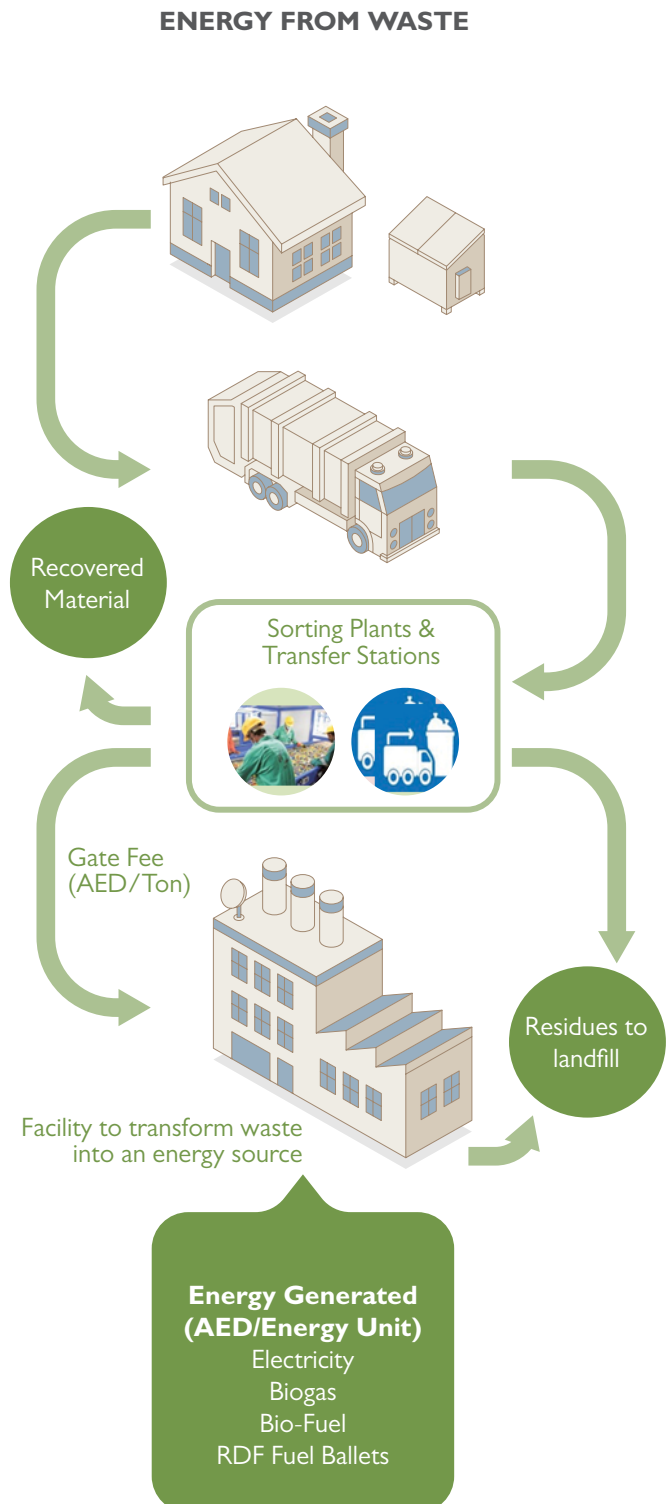 ENERGY FROM WASTE
Recovered
Material
Sorting Plants &
Transfer Stations
Gate Fee
(AED/Ton)
Residues to
landfill
Facility to transform waste
into an energy source
Energy Generated
(AED/Energy Unit)
Electricity
Biogas
Bio-Fuel
RDF Fuel Ballets